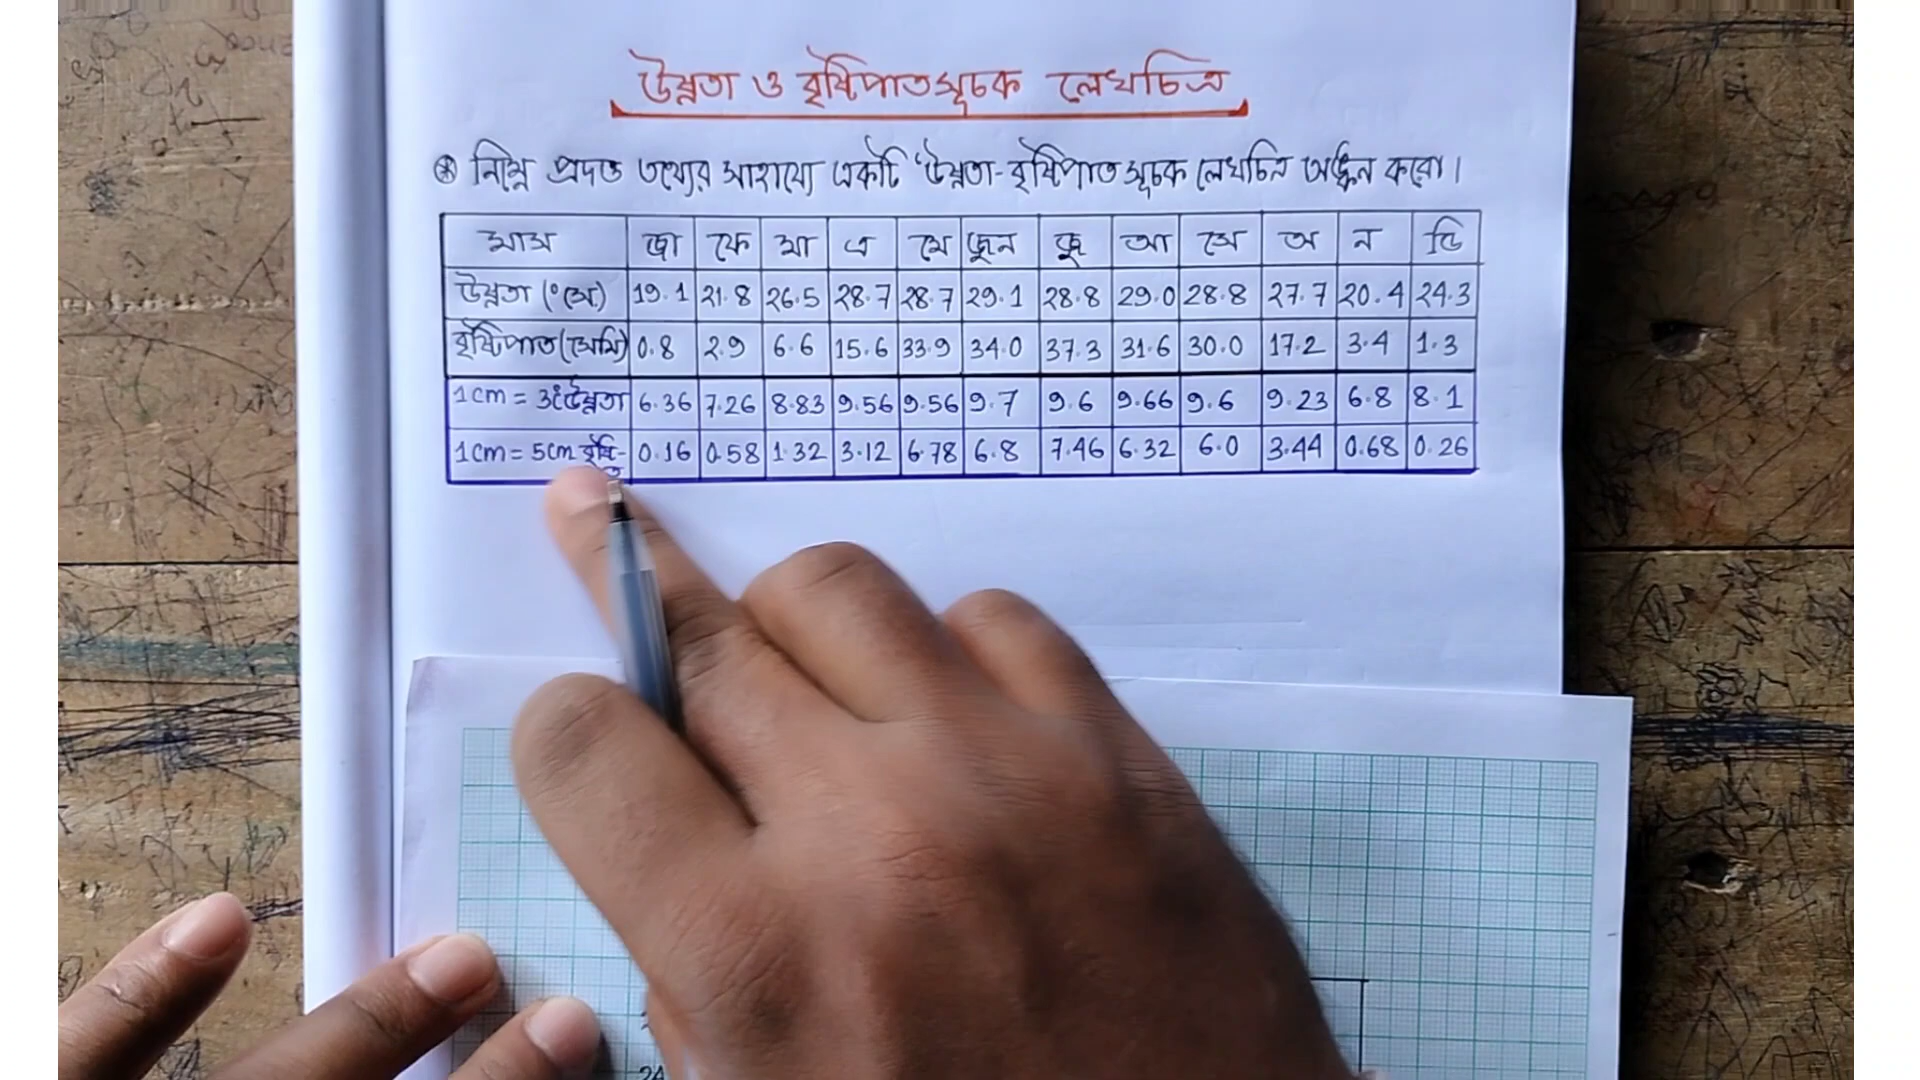 উষ্ণতা ও বৃষ্টিপাতসূচক লেখচিত্র
নিম্নে প্রদত্ত তথ্যের সাহায্যে একটি 'উষ্ণতা-বৃষ্টিপাত সূচক লেখচিত্র অঙ্কন করো।
মাস জা ফে মা এ মে জুন জু আ সে অ ন ডি
উষ্ণতা (°সে) 19.1 21.8 26.5 28.7 28.7 29.1 28.8 29.0 28.8 27.7 20.4 24.3
বৃষ্টিপাত (সেমি) 0.8 2.9 6.6 15.6 33.9 34.0 37.3 31.6 30.0 17.2 3.4 1.3
1cm = 3°C উষ্ণতা 6.36 7.26 8.83 9.56 9.56 9.7 9.6 9.66 9.6 9.23 6.8 8.1
1cm = 5cm বৃষ্টি- 0.16 0.58 1.32 3.12 6.78 6.8 7.46 6.32 6.0 3.44 0.68 0.26
24